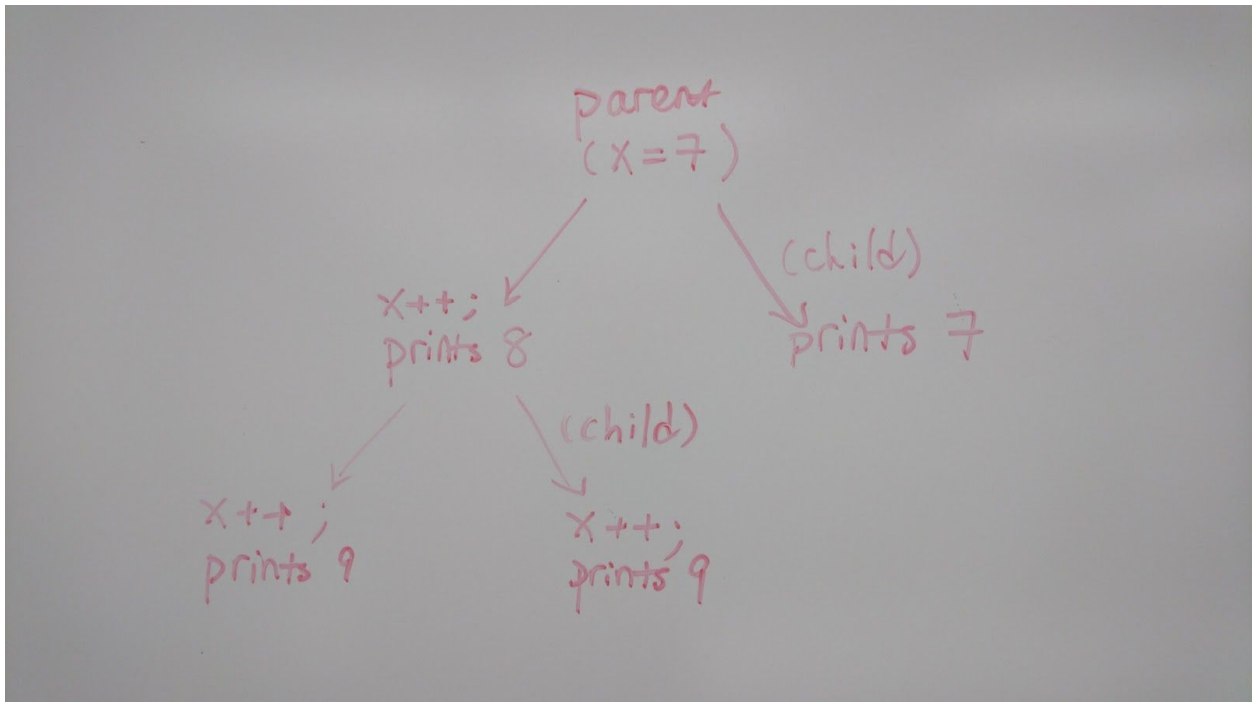 parent
(x=7)
(child)
x++;
prints 8
prints 7
(child)
x++;
prints 9
x++;
prints 9